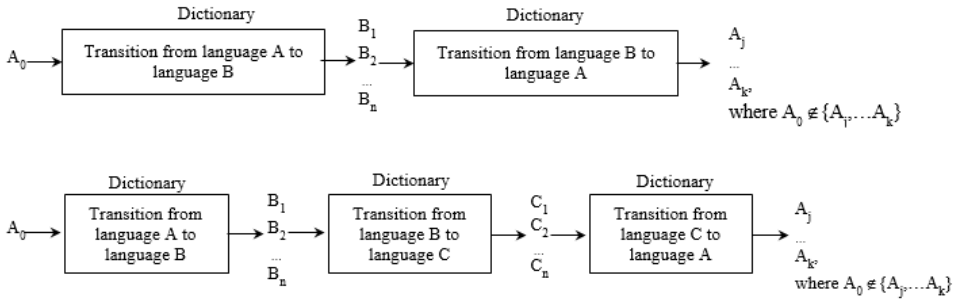 Dictionary
Dictionary
A₀
Transition from language A to
language B
B₁
B₂
...
Bₙ
Transition from language B to
language A
Aⱼ
...
Aₖ,
where A₀ ∉ {Aⱼ,...Aₖ}
Dictionary
Dictionary
Dictionary
A₀
Transition from
language A to
language B
B₁
B₂
...
Bₙ
Transition from
language B to
language C
C₁
C₂
...
Cₙ
Transition from
language C to
language A
Aⱼ
...
Aₖ,
where A₀ ∉ {Aⱼ,...Aₖ}